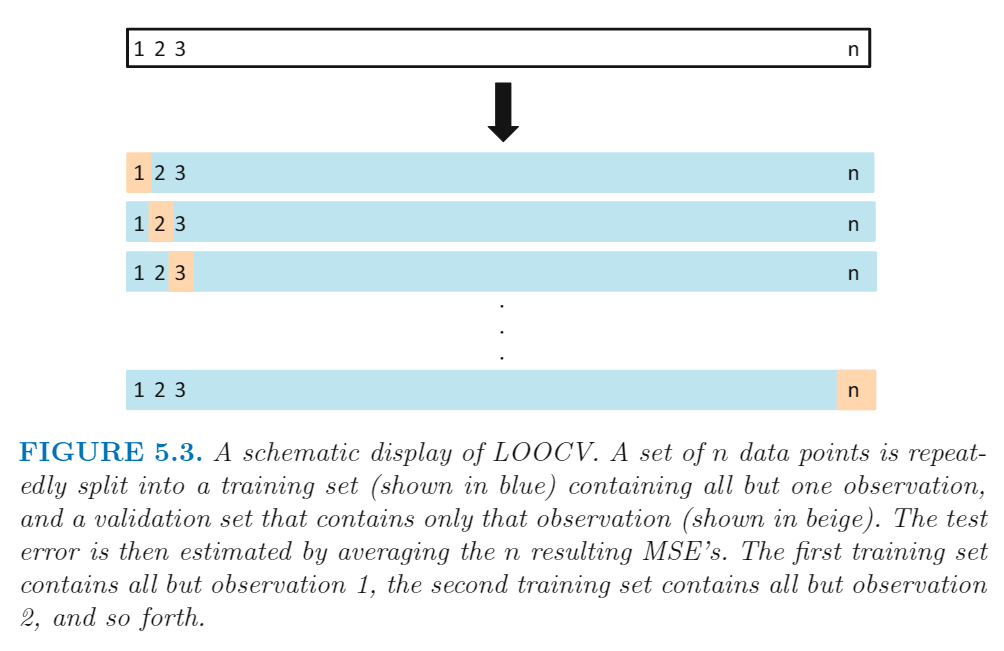 1 2 3 n
1 2 3 n
1 2 3 n
1 2 3 n
.
.
.
1 2 3 n
FIGURE 5.3. A schematic display of LOOCV. A set of n data points is repeat-
edly split into a training set (shown in blue) containing all but one observation,
and a validation set that contains only that observation (shown in beige). The test
error is then estimated by averaging the n resulting MSE's. The first training set
contains all but observation 1, the second training set contains all but observation
2, and so forth.